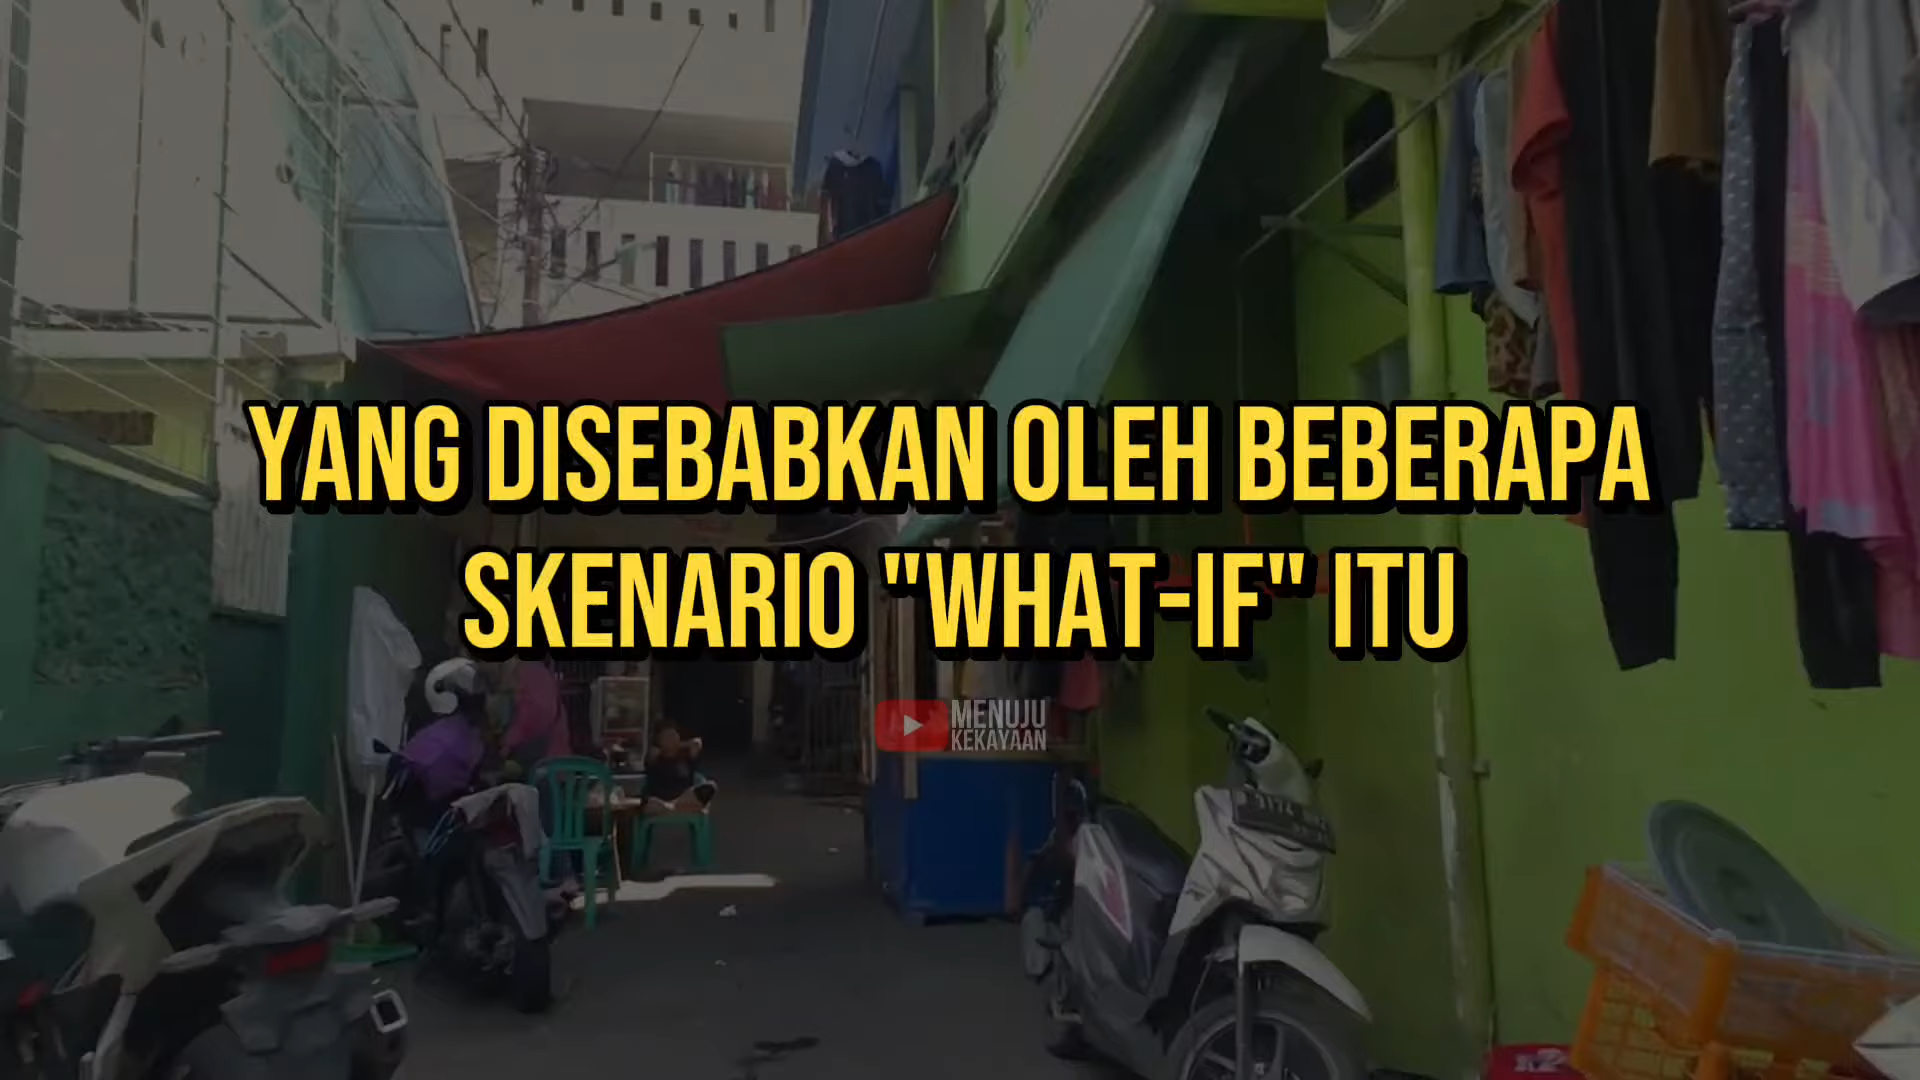 YANG DISEBABKAN OLEH BEBERAPA
SKENARIO "WHAT-IF" ITU
MENUJU
KEKAYAAN